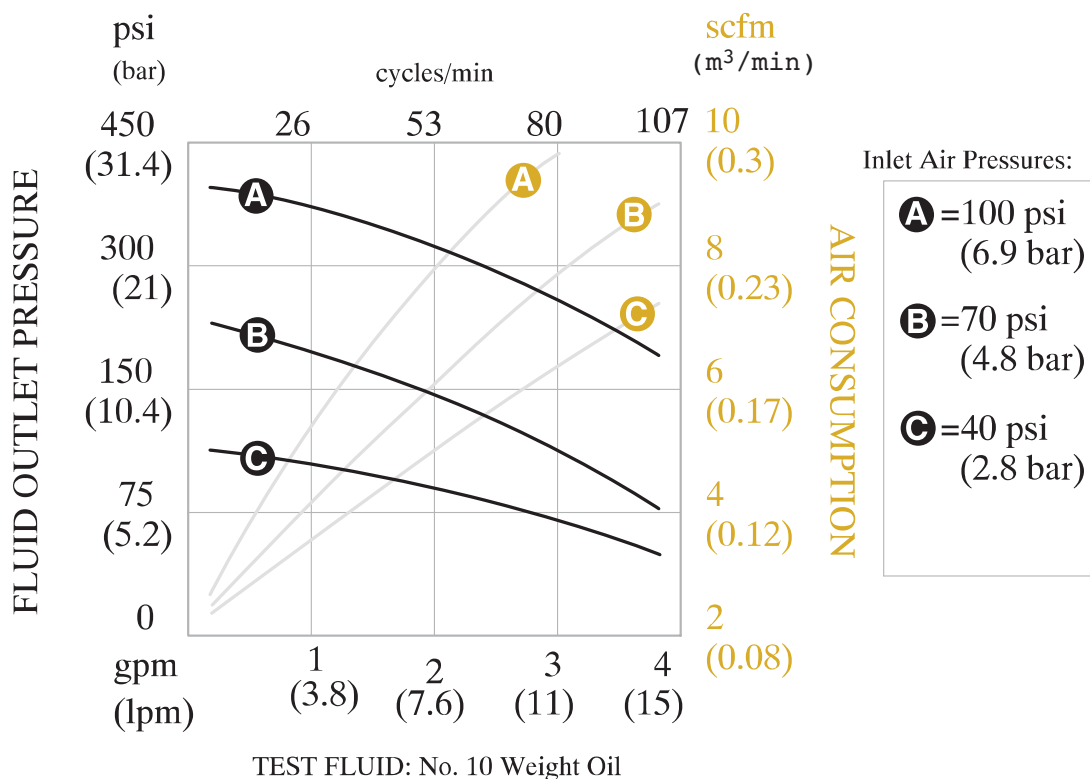 psi
(bar)
scfm
(m³/min)
cycles/min
26 53 80 107
450
(31.4)
300
(21)
150
(10.4)
75
(5.2)
0
FLUID OUTLET PRESSURE
A
B
C
A
B
C
10
(0.3)
8
(0.23)
6
(0.17)
4
(0.12)
2
(0.08)
AIR CONSUMPTION
gpm 1 2 3 4
(lpm) (3.8) (7.6) (11) (15)
TEST FLUID: No. 10 Weight Oil
Inlet Air Pressures:
A =100 psi
(6.9 bar)
B =70 psi
(4.8 bar)
C =40 psi
(2.8 bar)